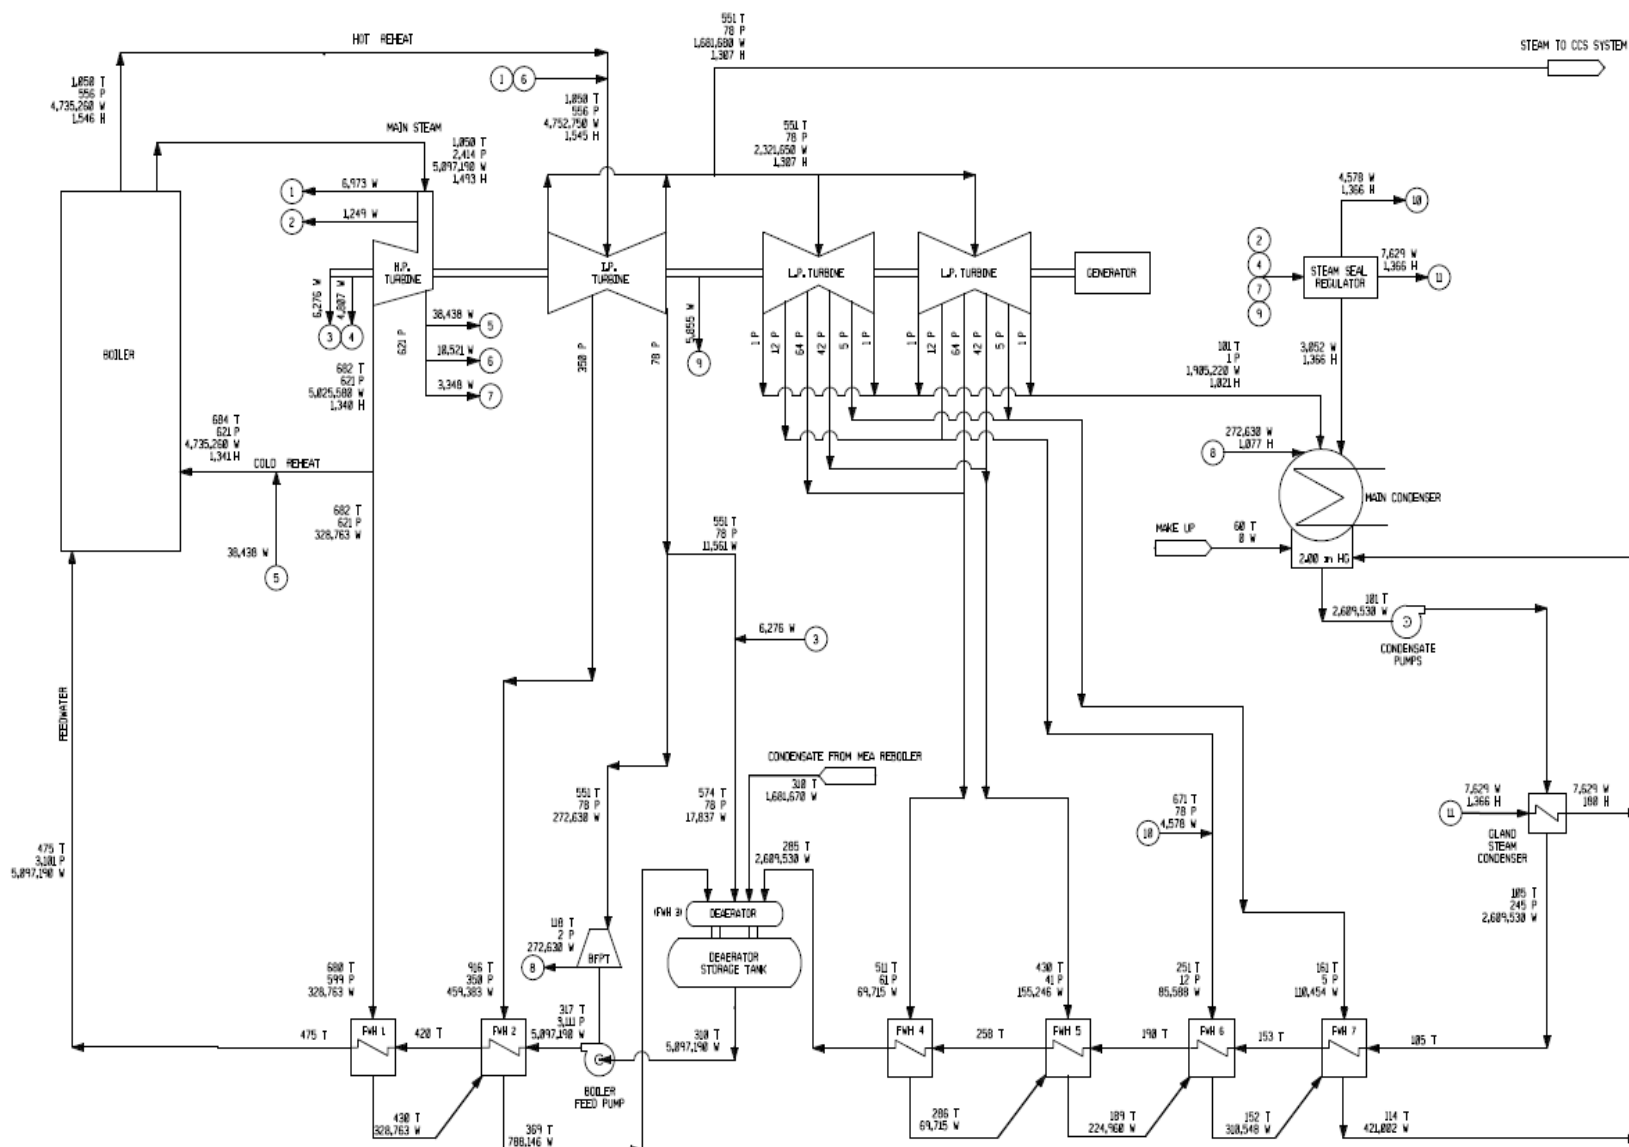 HOT REHEAT
1,050 T
556 P
4,735,260 W
1,546 H
MAIN STEAM
1,050 T
2,414 P
5,097,190 W
1,493 H
1
6
1,050 T
556 P
4,752,750 W
1,545 H
551 T
78 P
1,681,680 W
1,307 H
STEAM TO CCS SYSTEM
551 T
78 P
2,321,650 W
1,307 H
1
6,973 W
2
1,249 W
BOILER
H.P.
TURBINE
I.P.
TURBINE
L.P. TURBINE
L.P. TURBINE
GENERATOR
4,578 W
1,366 H
10
2
4
7
9
STEAM SEAL
REGULATOR
7,629 W
1,366 H
11
3,052 W
1,366 H
6,276 W
4,807 W
3
4
621 P
38,438 W
5
10,521 W
6
3,348 W
7
350 P
78 P
5,855 W
9
1 P
12 P
64 P
42 P
5 P
1 P
1 P
12 P
64 P
42 P
5 P
1 P
101 T
1 P
1,905,220 W
1,021 H
682 T
621 P
5,025,580 W
1,340 H
684 T
621 P
4,735,260 W
1,341 H
COLD REHEAT
682 T
621 P
328,763 W
38,438 W
5
272,630 W
1,077 H
8
MAIN CONDENSER
MAKE UP
60 T
0 W
2.00 in HG
101 T
2,609,530 W
CONDENSATE
PUMPS
551 T
78 P
11,561 W
6,276 W
3
FEEDWATER
CONDENSATE FROM MEA REBOILER
310 T
1,681,670 W
551 T
78 P
272,630 W
574 T
78 P
17,837 W
671 T
78 P
4,578 W
10
11
7,629 W
1,366 H
7,629 W
180 H
GLAND
STEAM
CONDENSER
475 T
3,101 P
5,097,190 W
285 T
2,609,530 W
105 T
245 P
2,609,530 W
(FWH 3)
DEAERATOR
DEAERATOR
STORAGE TANK
118 T
2 P
272,630 W
8
BFPT
680 T
599 P
328,763 W
916 T
350 P
459,383 W
511 T
61 P
69,715 W
430 T
41 P
155,246 W
251 T
12 P
85,588 W
161 T
5 P
110,454 W
317 T
3,111 P
5,097,190 W
310 T
5,097,190 W
475 T
FWH 1
420 T
FWH 2
FWH 4
258 T
FWH 5
190 T
FWH 6
153 T
FWH 7
105 T
BOILER
FEED PUMP
430 T
328,763 W
369 T
788,146 W
286 T
69,715 W
189 T
224,960 W
152 T
310,548 W
114 T
421,002 W